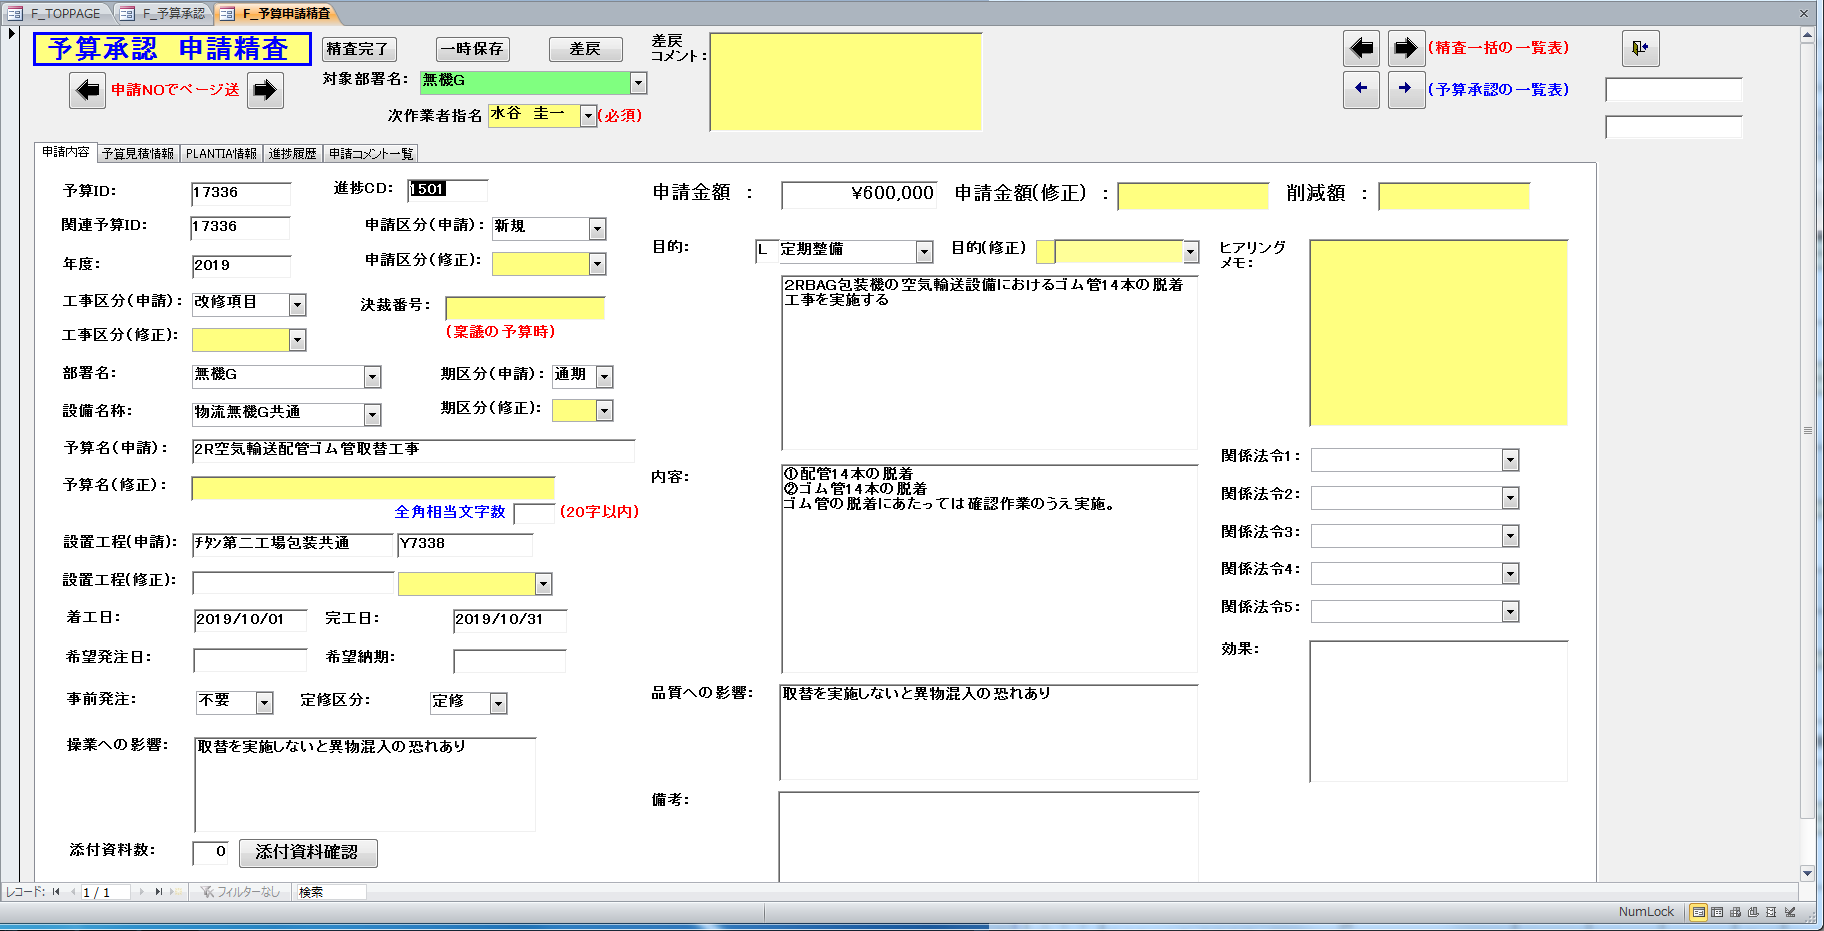 F_TOPPAGE
F_予算承認
F_予算申請精査
予算承認 申請精査
精査完了
一時保存
差戻
差戻
コメント:
(精査一括の一覧表)
申請NOでページ送
対象部署名:
無機G
(予算承認の一覧表)
次作業者指名
水谷 圭一
(必須)
申請内容
予算見積情報
PLANTIA情報
進捗履歴
申請コメント一覧
予算ID:
17336
進捗CD:
1501
申請金額 :
¥600,000
申請金額(修正) :
削減額 :
関連予算ID:
17336
申請区分(申請):
新規
目的:
L
定期整備
目的(修正)
ヒアリング
メモ:
年度:
2019
申請区分(修正):
2RBAG包装機の空気輸送設備におけるゴム管14本の脱着
工事を実施する
工事区分(申請):
改修項目
決裁番号:
(稟議の予算時)
工事区分(修正):
部署名:
無機G
期区分(申請):
通期
設備名称:
物流無機G共通
期区分(修正):
予算名(申請):
2R空気輸送配管ゴム管取替工事
内容:
①配管14本の脱着
②ゴム管14本の脱着
ゴム管の脱着にあたっては確認作業のうえ実施。
関係法令1:
予算名(修正):
関係法令2:
全角相当文字数
(20字以内)
関係法令3:
設置工程(申請):
ﾁﾀﾝ第二工場包装共通
Y7338
関係法令4:
設置工程(修正):
関係法令5:
着工日:
2019/10/01
完工日:
2019/10/31
効果:
希望発注日:
希望納期:
事前発注:
不要
定修区分:
定修
品質への影響:
取替を実施しないと異物混入の恐れあり
操業への影響:
取替を実施しないと異物混入の恐れあり
備考:
添付資料数:
0
添付資料確認
レコード:
1 / 1
フィルターなし
検索
NumLock